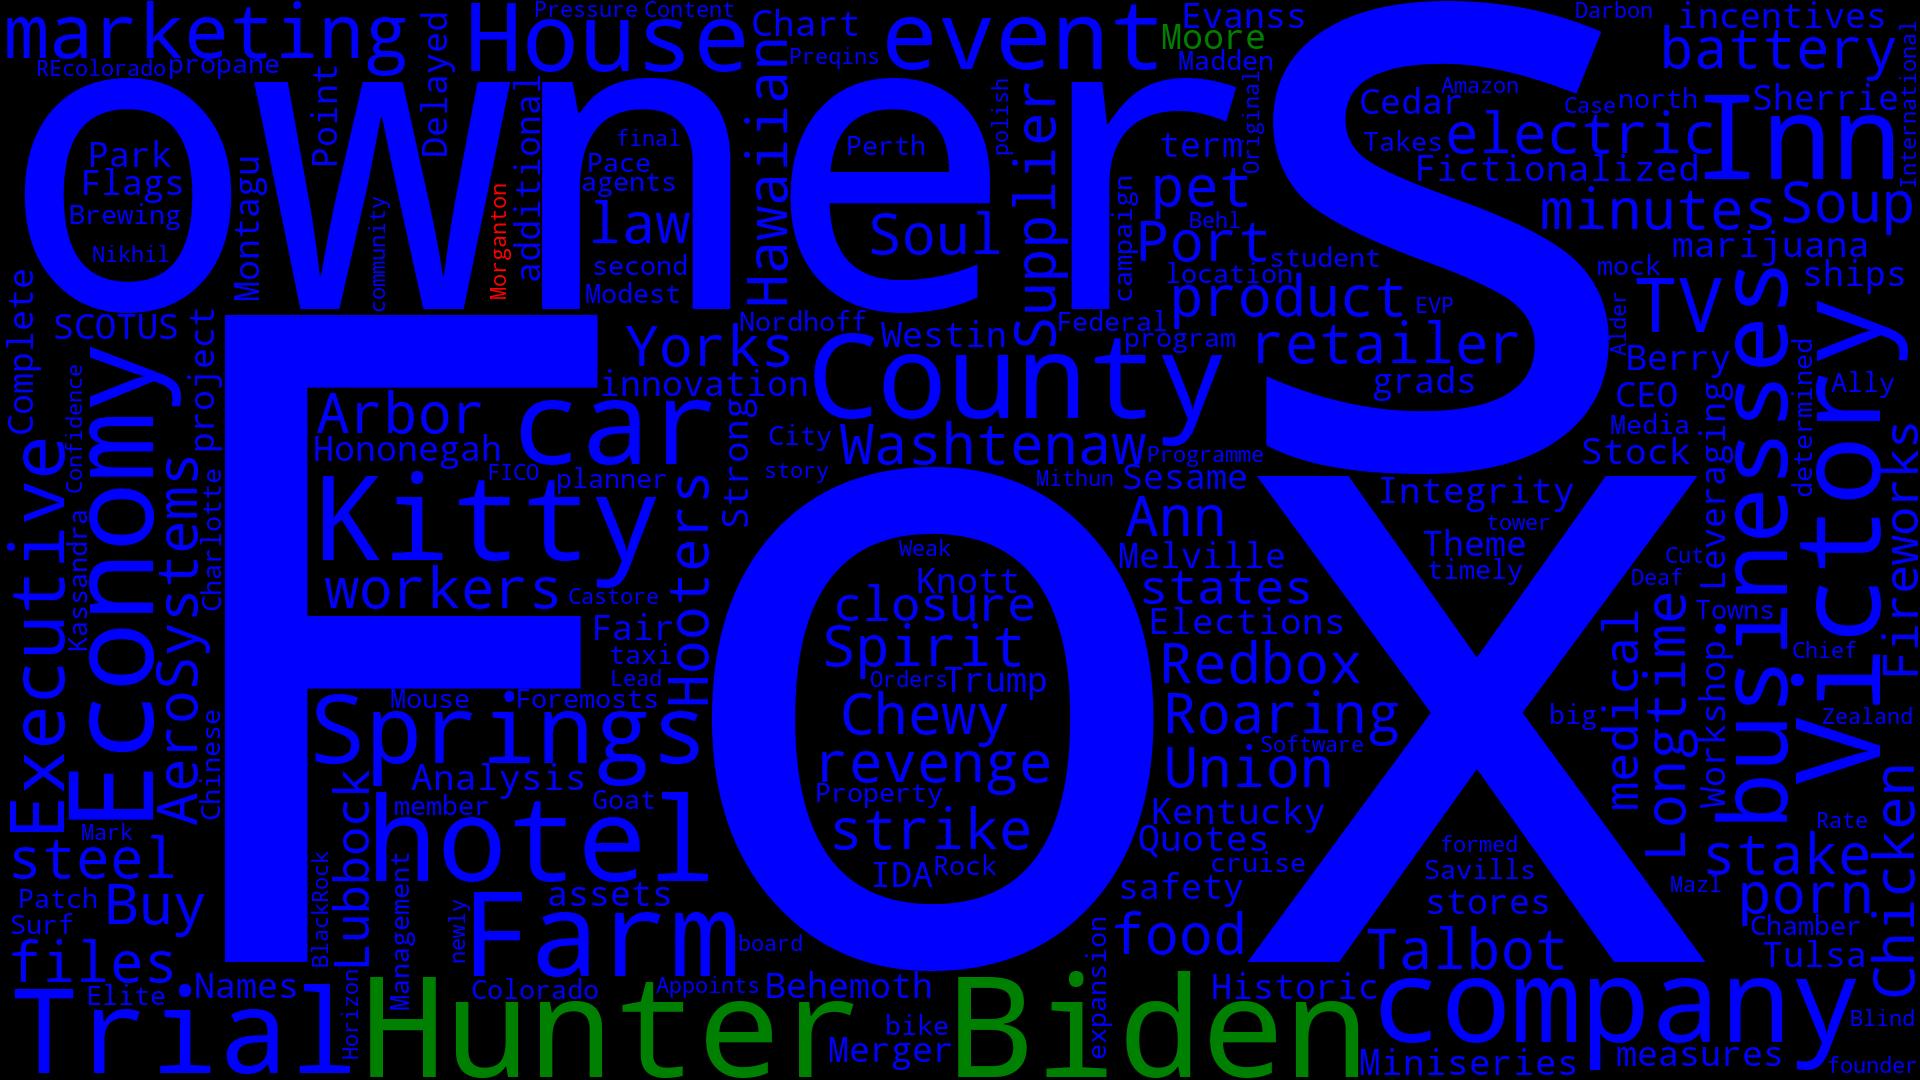 marketing
REcolorado
propane
Pressure
Content
House
Chart
Preqins
event
Evanss
Moore
Madden
Darbon
incentives
battery
International
owners
Park
Flags
Brewing
Nikhil
Montagu
Point
Delayed
community
Morganton
additional
final
Pace
agents
law
second
Modest
Hawaiian
Perth
Soul
polish
Supplier
campaign
term
pet
Behl
Port
location
student
product
EVP
Original
Amazon
Cedar
Takes
Case
north
electric
Fictionalized
Inn
Sherrie
minutes
Soup
marijuana
mock
ships
TV
Alder
Berry
CEO
Media
Stock
Ally
determined
businesses
Victory
Fireworks
Complete
SCOTUS
project
Economy
Confidence
Executive
Kassandra
AeroSystems
Charlotte
Chinese
FOX
Yorks
innovation
Nordhoff
Westin
Federal
program
County
retailer
grads
Arbor
car
Hononegah
FICO
planner
Strong
City
story
Washtenaw
Programme
Mithun
Sesame
Kitty
Hooters
workers
Castore
Fair
taxi
Lead
Mouse
Foremosts
Springs
Analysis
member
Goat
Lubbock
hotel
BlackRock
Management
assets
newly
Farm
board
Weak
Knott
closure
Spirit
Orders
Trump
Chewy
revenge
Property
strike
IDA
Rock
Ann
Melville
states
Elections
Redbox
Roaring
Software
Union
Kentucky
Quotes
cruise
safety
food
expansion
Integrity
tower
Theme
timely
Cut
Deaf
Leveraging
Towns
Workshop
Longtime
medical
big
Chief
Zealand
Rate
formed
Savills
stores
Talbot
stake
Mazl
porn
Chamber
Tulsa
Chicken
Mark
steel
Patch
Surf
Buy
files
Elite
Names
Trial
Horizon
Hunter Biden
Colorado
Appoints
Behemoth
bike
Merger
Historic
company
Blind
Miniseries
measures
founder